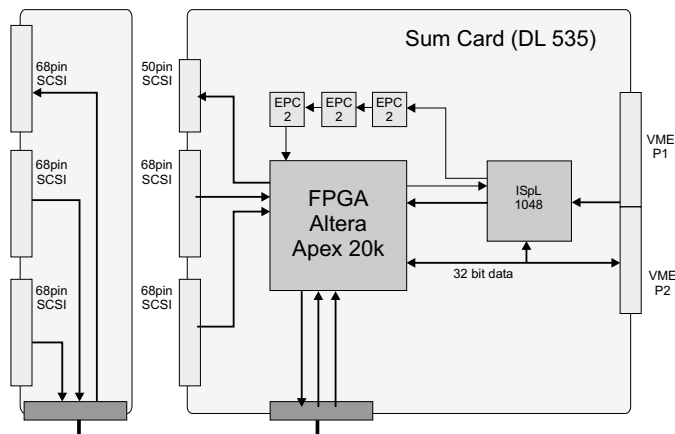 68pin
SCSI
68pin
SCSI
68pin
SCSI
Sum Card (DL 535)
50pin
SCSI
68pin
SCSI
68pin
SCSI
EPC
2
EPC
2
EPC
2
FPGA
Altera
Apex 20k
ISpL
1048
32 bit data
VME
P1
VME
P2